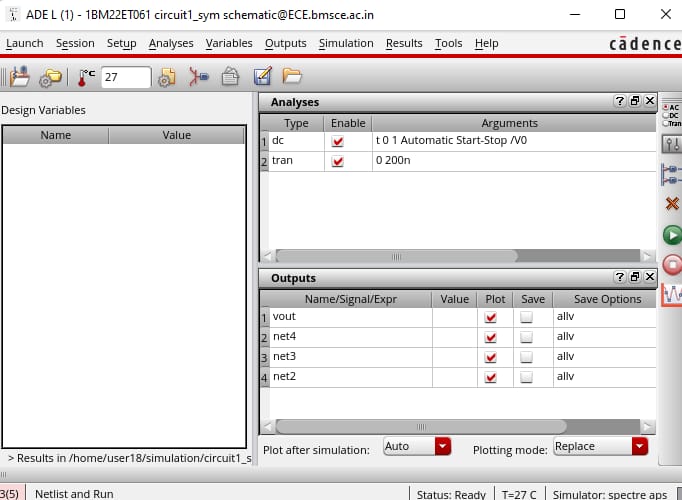 ADE L (1) - 1BM22ET061 circuit1_sym schematic@ECE.bmsce.ac.in
Launch Session Setup Analyses Variables Outputs Simulation Results Tools Help cādence
°C 27
Design Variables
Name Value
Analyses
Type Enable Arguments
1 dc t 0 1 Automatic Start-Stop /V0
2 tran 0 200n
AC
DC
Tran
Outputs
Name/Signal/Expr Value Plot Save Save Options
1 vout allv
2 net4 allv
3 net3 allv
4 net2 allv
> Results in /home/user18/simulation/circuit1_s
Plot after simulation: Auto Plotting mode: Replace
3(5) Netlist and Run Status: Ready T=27 C Simulator: spectre aps